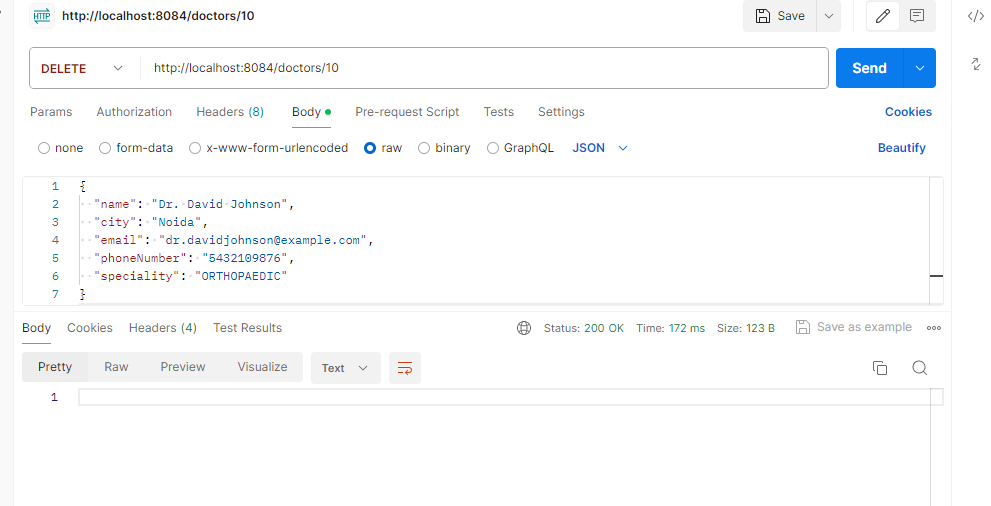 HTTP http://localhost:8084/doctors/10 Save
DELETE http://localhost:8084/doctors/10 Send
Params Authorization Headers (8) Body Pre-request Script Tests Settings Cookies
none form-data x-www-form-urlencoded raw binary GraphQL JSON Beautify
1 {
2 "name": "Dr. David Johnson",
3 "city": "Noida",
4 "email": "dr.davidjohnson@example.com",
5 "phoneNumber": "5432109876",
6 "speciality": "ORTHOPAEDIC"
7 }
Body Cookies Headers (4) Test Results Status: 200 OK Time: 172 ms Size: 123 B Save as example
Pretty Raw Preview Visualize Text
1